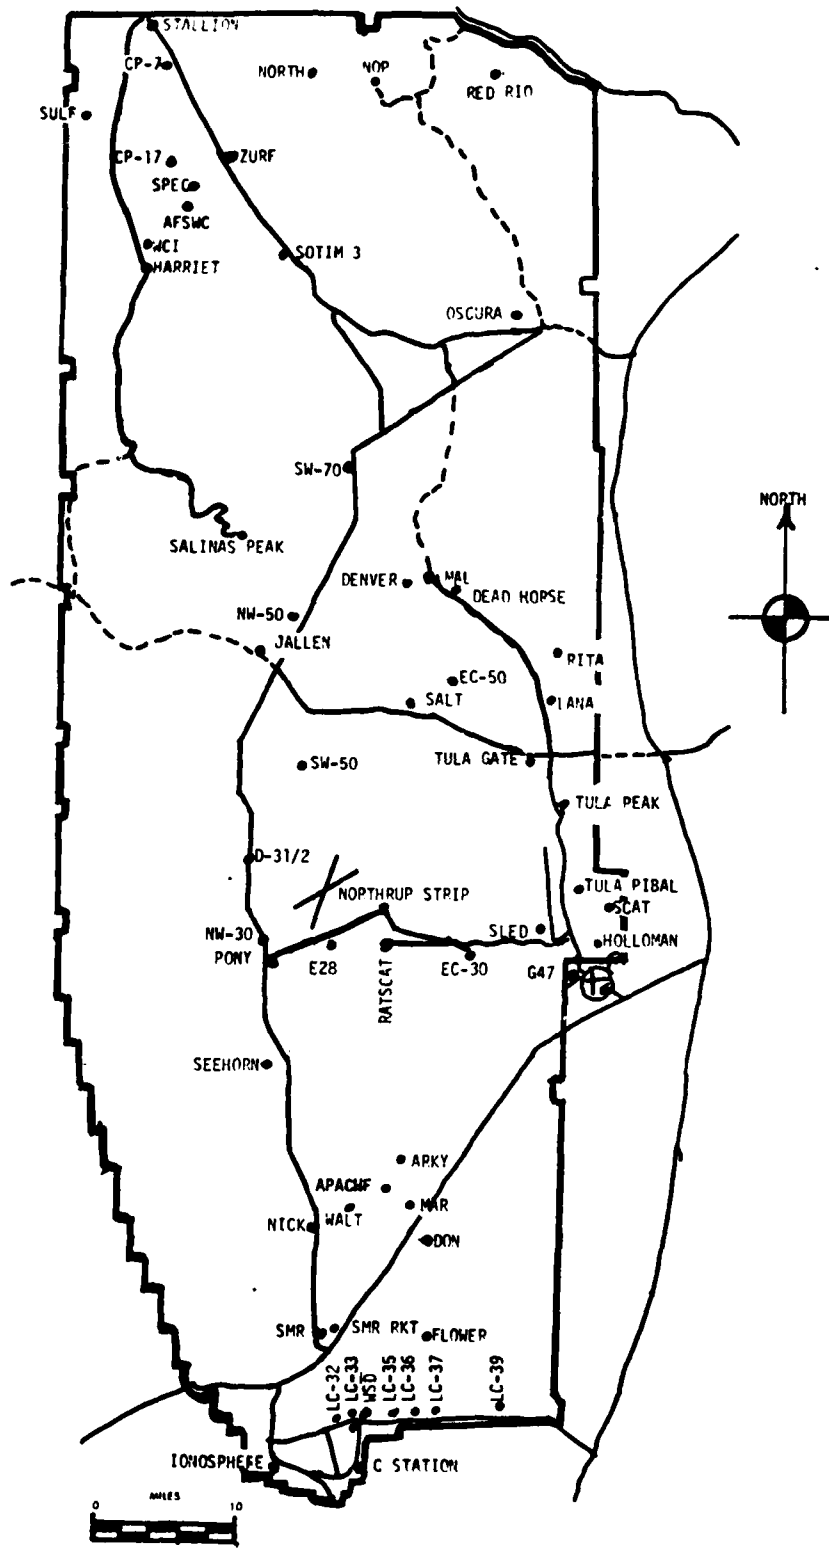 STALLION
CP-7
NORTH
NOP
RED RIO
SULF
CP-17
ZURF
SPEC
AFSWC
WCI
HARRIET
SOTIM 3
OSCURA
SW-70
NORTH
SALINAS PEAK
DENVER
MAL
DEAD HORSE
NW-50
JALLEN
RITA
EC-50
SALT
LANA
TULA GATE
SW-50
TULA PEAK
D-31/2
NORTHRUP STRIP
TULA PIBAL
SCAT
SLED
NW-30
HOLLOMAN
PONY
E28
RATSCAT
EC-30
G47
SEEHORN
ARKY
APACHE
WALT
MAR
NICK
DON
SMR
SMR RKT
FLOWER
LC-32
LC-33
WSD
LC-35
LC-36
LC-37
LC-39
IONOSPHERE
C STATION
0 MILES 10